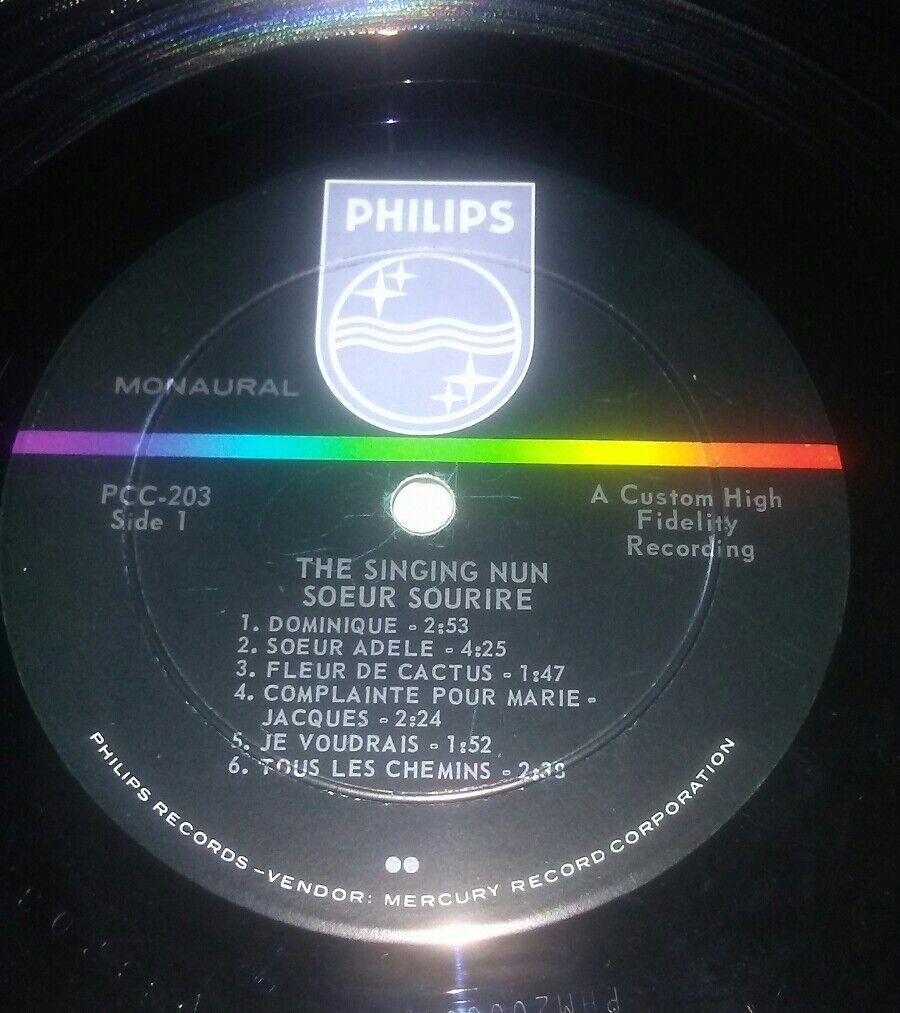 PHILIPS
MONAURAL
PCC-203
Side 1
A Custom High
Fidelity
Recording
THE SINGING NUN
SOEUR SOURIRE
1. DOMINIQUE - 2:53
2. SOEUR ADELE - 4:25
3. FLEUR DE CACTUS - 1:47
4. COMPLAINTE POUR MARIE -
JACQUES - 2:24
5. JE VOUDRAIS - 1:52
6. TOUS LES CHEMINS - 2:38
PHILIPS RECORDS - VENDOR: MERCURY RECORD CORPORATION